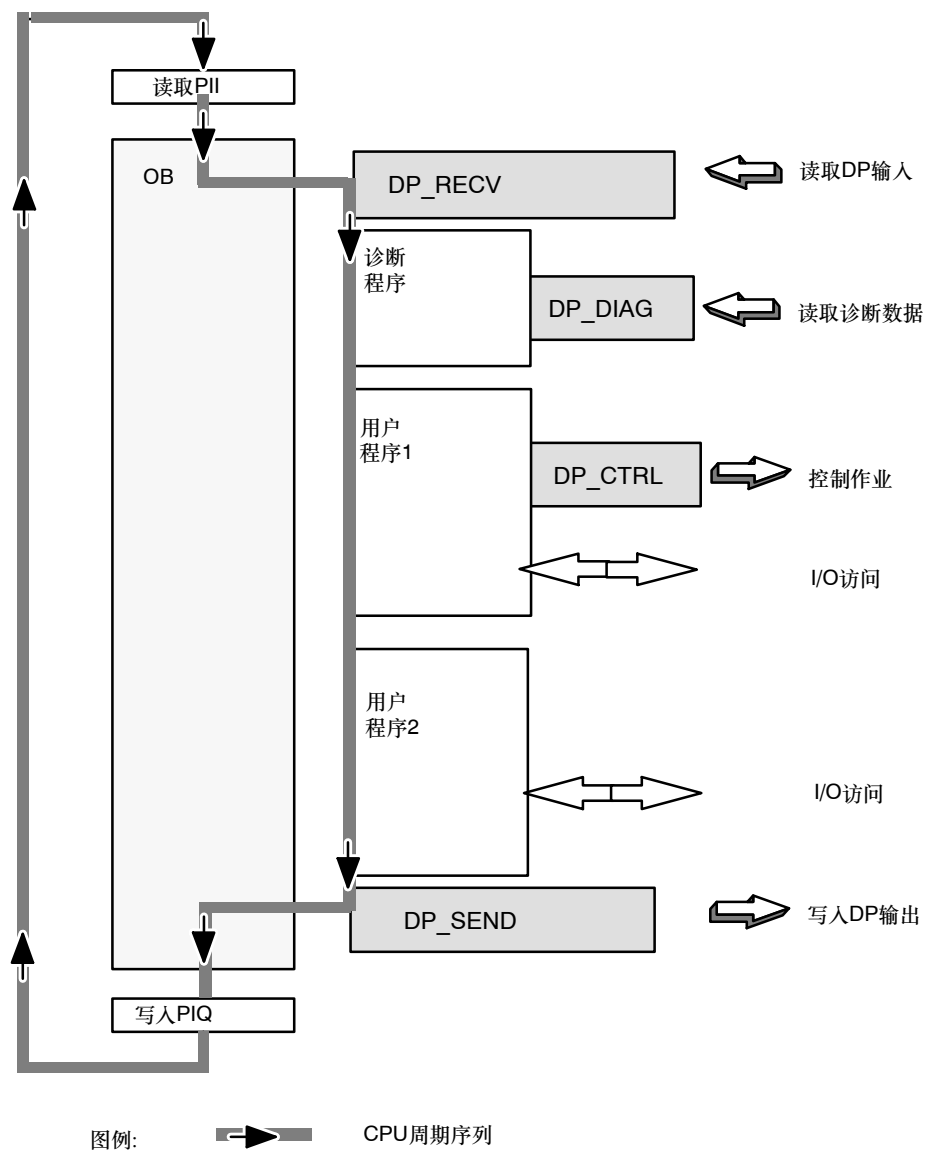 读取PII
OB
DP_RECV
读取DP输入
诊断
程序
DP_DIAG
读取诊断数据
用户
程序1
DP_CTRL
控制作业
I/O访问
用户
程序2
I/O访问
DP_SEND
写入DP输出
写入PIQ
图例:
CPU周期序列